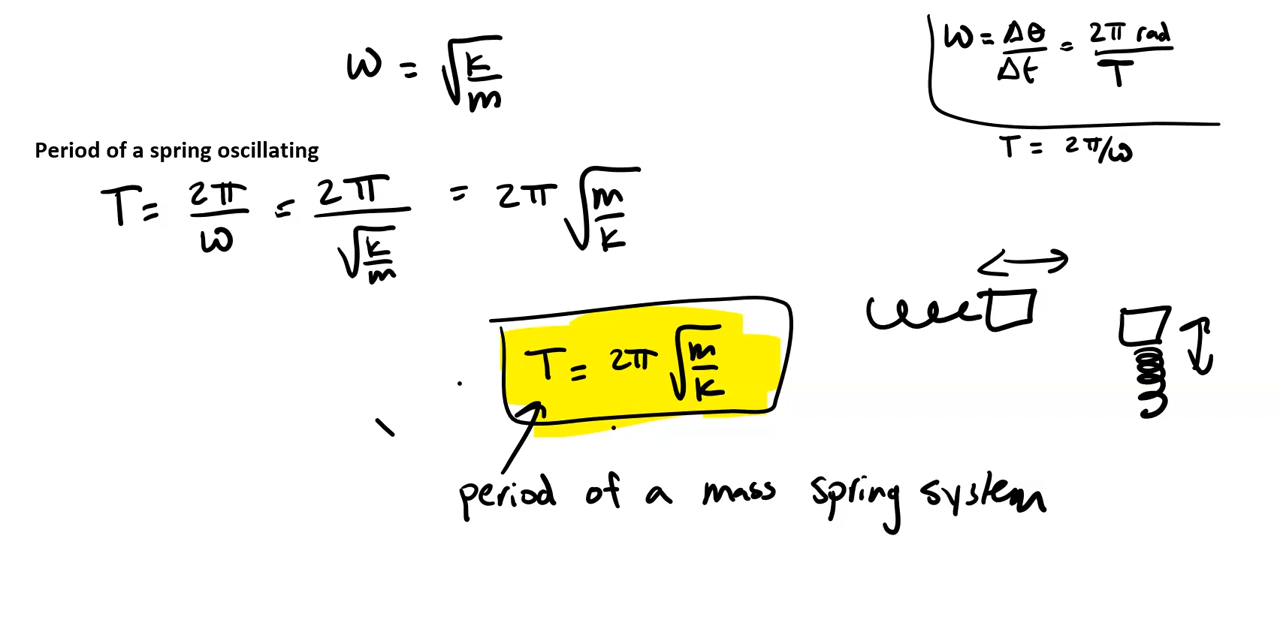 ω = √(k/m)
ω = Δθ/Δt = 2π rad/T
T = 2π/ω
Period of a spring oscillating
T = 2π/ω = 2π/√(k/m) = 2π √(m/k)
T = 2π √(m/k)
period of a mass spring system